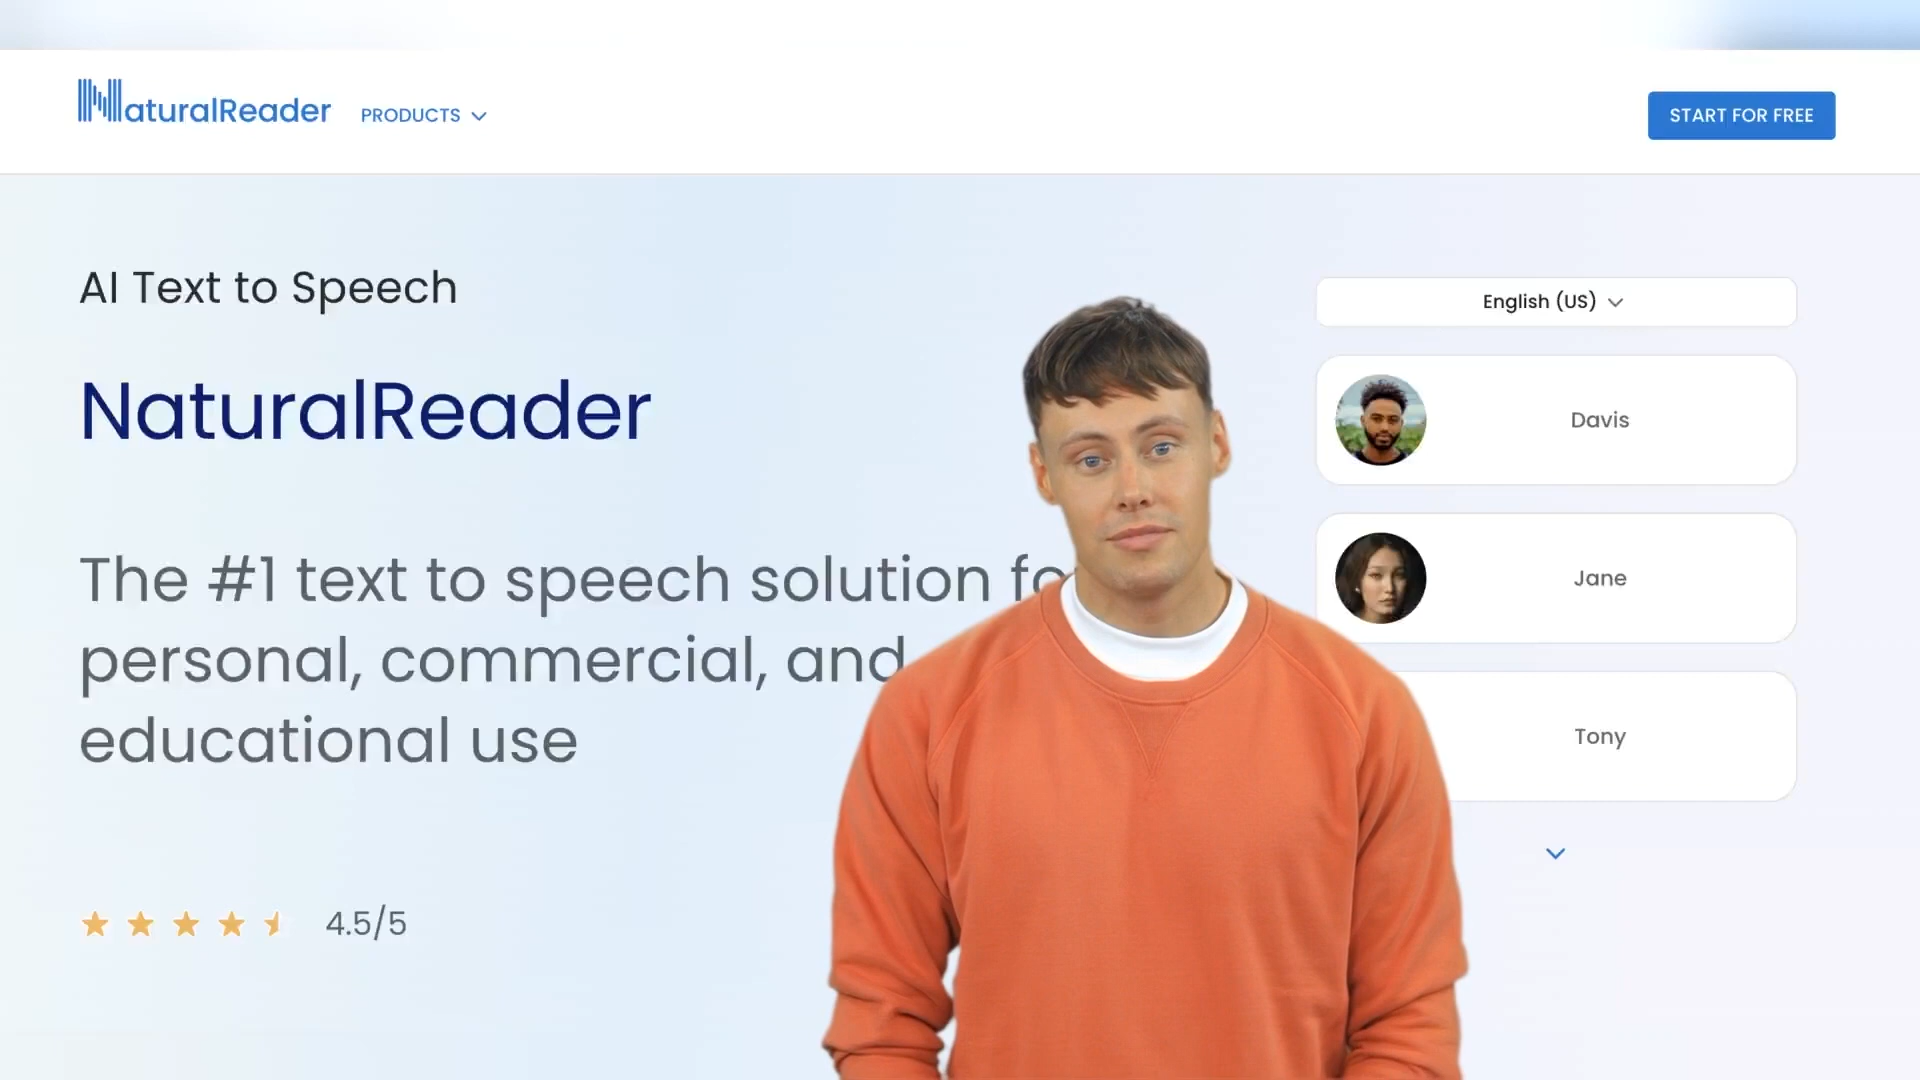 NaturalReader
PRODUCTS
START FOR FREE
AI Text to Speech
NaturalReader
The #1 text to speech solution
personal, commercial, and
educational use
4.5/5
English (US)
Davis
Jane
Tony